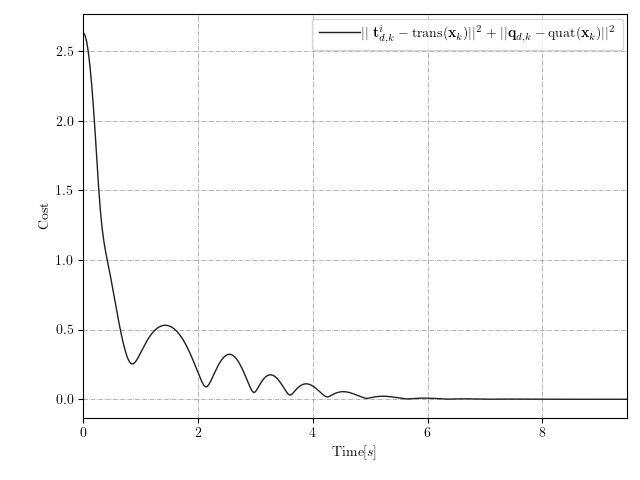 || t^i_{d,k} − trans(x_k)||² + ||q_{d,k} − quat(x_k)||²
Cost
2.5
2.0
1.5
1.0
0.5
0.0
0 2 4 6 8
Time[s]